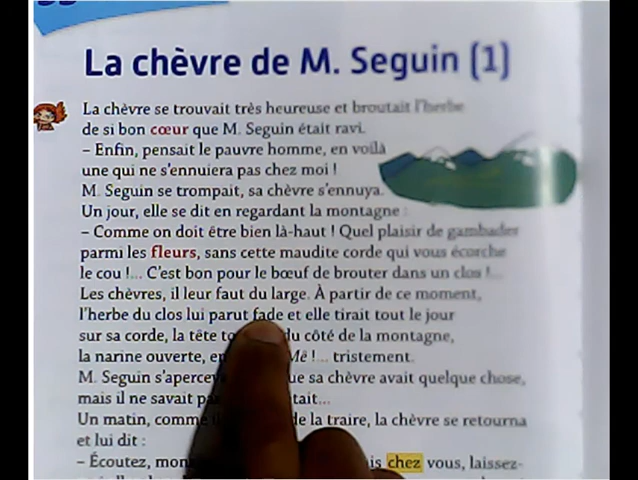 La chèvre de M. Seguin (1)
La chèvre se trouvait très heureuse et broutait l'herbe
de si bon cœur que M. Seguin était ravi.
– Enfin, pensait le pauvre homme, en voilà
une qui ne s'ennuiera pas chez moi !
M. Seguin se trompait, sa chèvre s'ennuya.
Un jour, elle se dit en regardant la montagne :
– Comme on doit être bien là-haut ! Quel plaisir de gambader
parmi les fleurs, sans cette maudite corde qui vous écorche
le cou !... C'est bon pour le bœuf de brouter dans un clos !...
Les chèvres, il leur faut du large. À partir de ce moment,
l'herbe du clos lui parut fade et elle tirait tout le jour
sur sa corde, la tête du côté de la montagne,
la narine ouverte, Mê !... tristement.
M. Seguin sa chèvre avait quelque chose,
mais il ne savait
Un matin, de la traire, la chèvre se retourna
et lui dit :
– Écoutez, chez vous, laissez-